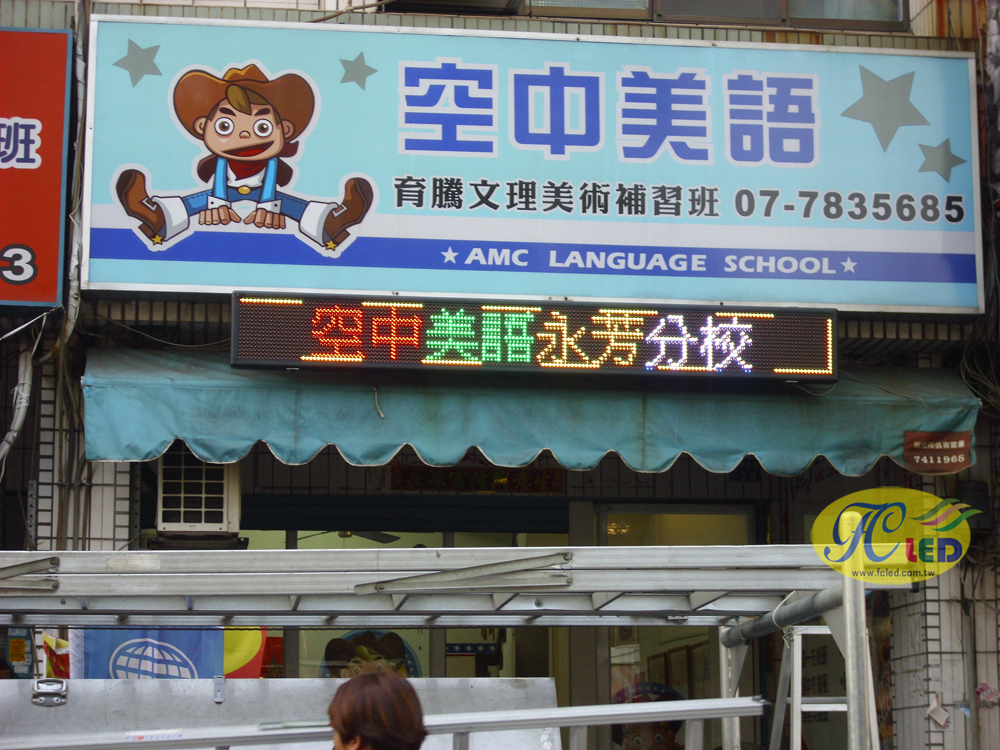 空中美語
育騰文理美術補習班 07-7835685
★AMC LANGUAGE SCHOOL★
班
3
空中美語永芳分校
7411968
FC LED
www.fcled.com.tw